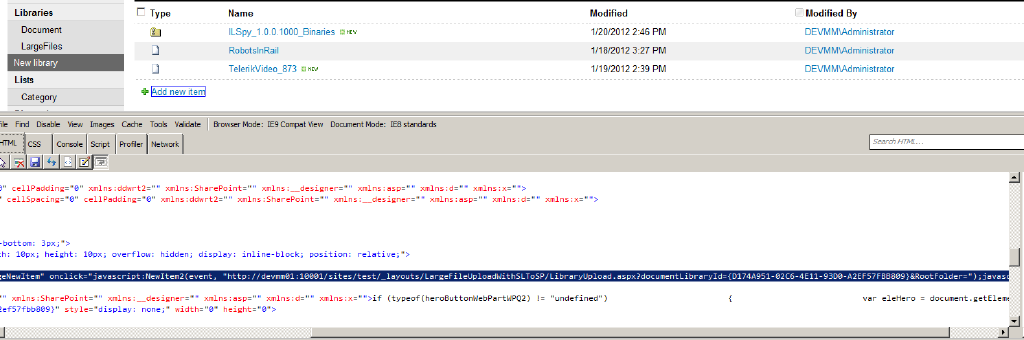 Libraries
Document
LargeFiles
New library
Lists
Category
Type Name Modified Modified By
ILSpy_1.0.0.1000_Binaries NEW 1/20/2012 2:46 PM DEVMM\Administrator
RobotsInRail 1/18/2012 3:27 PM DEVMM\Administrator
TelerikVideo_873 NEW 1/19/2012 2:39 PM DEVMM\Administrator
Add new item
File Find Disable View Images Cache Tools Validate Browser Mode: IE9 Compat View Document Mode: IE8 standards
HTML CSS Console Script Profiler Network Search HTML...
0" cellPadding="0" xmlns:ddwrt2="" xmlns:SharePoint="" xmlns:__designer="" xmlns:asp="" xmlns:d="" xmlns:x="">
" cellSpacing="0" cellPadding="0" xmlns:ddwrt2="" xmlns:SharePoint="" xmlns:__designer="" xmlns:asp="" xmlns:d="" xmlns:x="">
-bottom: 3px;">
th: 10px; height: 10px; overflow: hidden; display: inline-block; position: relative;">
geNewItem" onclick="javascript:NewItem2(event, "http://devmm01:10001/sites/test/_layouts/LargeFileUploadWithSLToSP/LibraryUpload.aspx?documentLibraryId={D174A951-02C6-4E11-93D0-A2EF57FBB809}&RootFolder=");javasc
" xmlns:SharePoint="" xmlns:__designer="" xmlns:asp="" xmlns:d="" xmlns:x="">if (typeof(heroButtonWebPartWPQ2) != "undefined") { var eleHero = document.getEleme
2ef57fbb809}" style="display: none;" width="0" height="0">